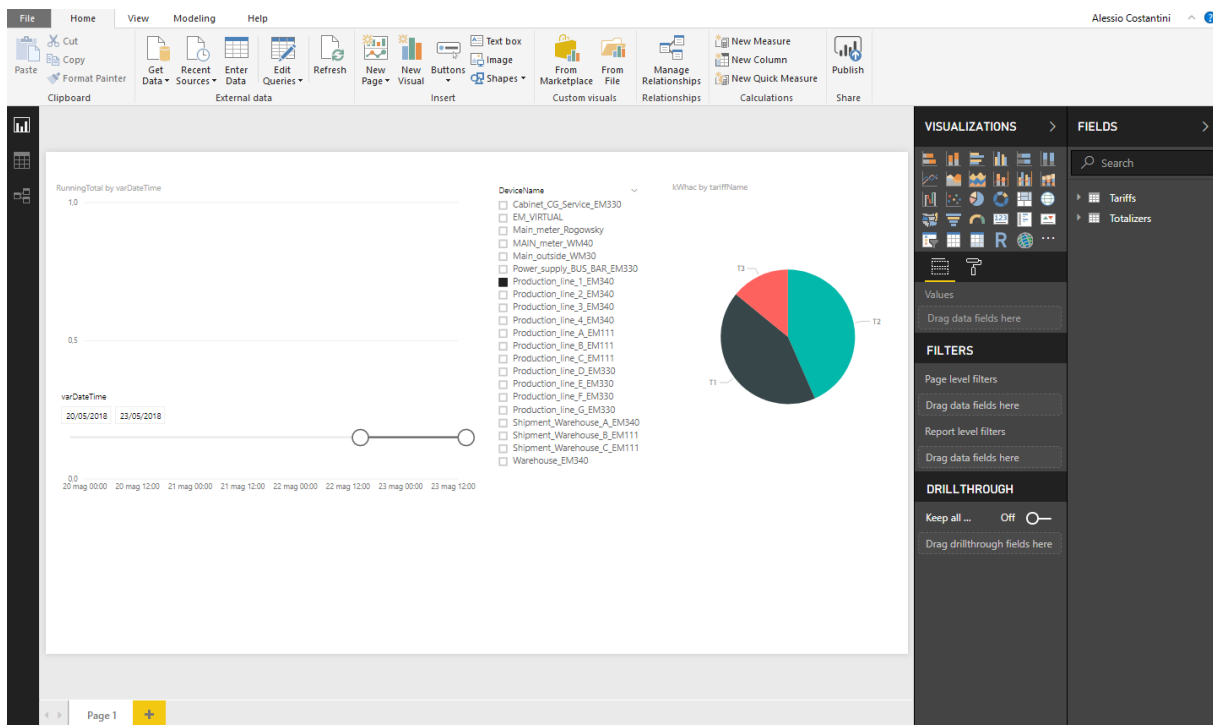 File Home View Modeling Help Alessio Costantini
Paste
Cut
Copy
Format Painter
Clipboard
Get Data
Recent Sources
Enter Data
Edit Queries
External data
Refresh
New Page
New Visual
Buttons
Text box
Image
Shapes
Insert
From Marketplace
From File
Custom visuals
Manage Relationships
Relationships
New Measure
New Column
New Quick Measure
Calculations
Publish
Share
RunningTotal by varDateTime
1,0
0,5
0,0
varDateTime
20/05/2018 23/05/2018
20 mag 00:00 20 mag 12:00 21 mag 00:00 21 mag 12:00 22 mag 00:00 22 mag 12:00 23 mag 00:00 23 mag 12:00
DeviceName
Cabinet_CG_Service_EM330
EM_VIRTUAL
Main_meter_Rogowsky
MAIN_meter_WM40
Main_outside_WM30
Power_supply_BUS_BAR_EM330
Production_line_1_EM340
Production_line_2_EM340
Production_line_3_EM340
Production_line_4_EM340
Production_line_A_EM111
Production_line_B_EM111
Production_line_C_EM111
Production_line_D_EM330
Production_line_E_EM330
Production_line_F_EM330
Production_line_G_EM330
Shipment_Warehouse_A_EM340
Shipment_Warehouse_B_EM111
Shipment_Warehouse_C_EM111
Warehouse_EM340
kWhac by tariffName
T3
T2
T1
VISUALIZATIONS
123
R
Values
Drag data fields here
FILTERS
Page level filters
Drag data fields here
Report level filters
Drag data fields here
DRILLTHROUGH
Keep all ... Off
Drag drillthrough fields here
FIELDS
Search
Tariffs
Totalizers
Page 1